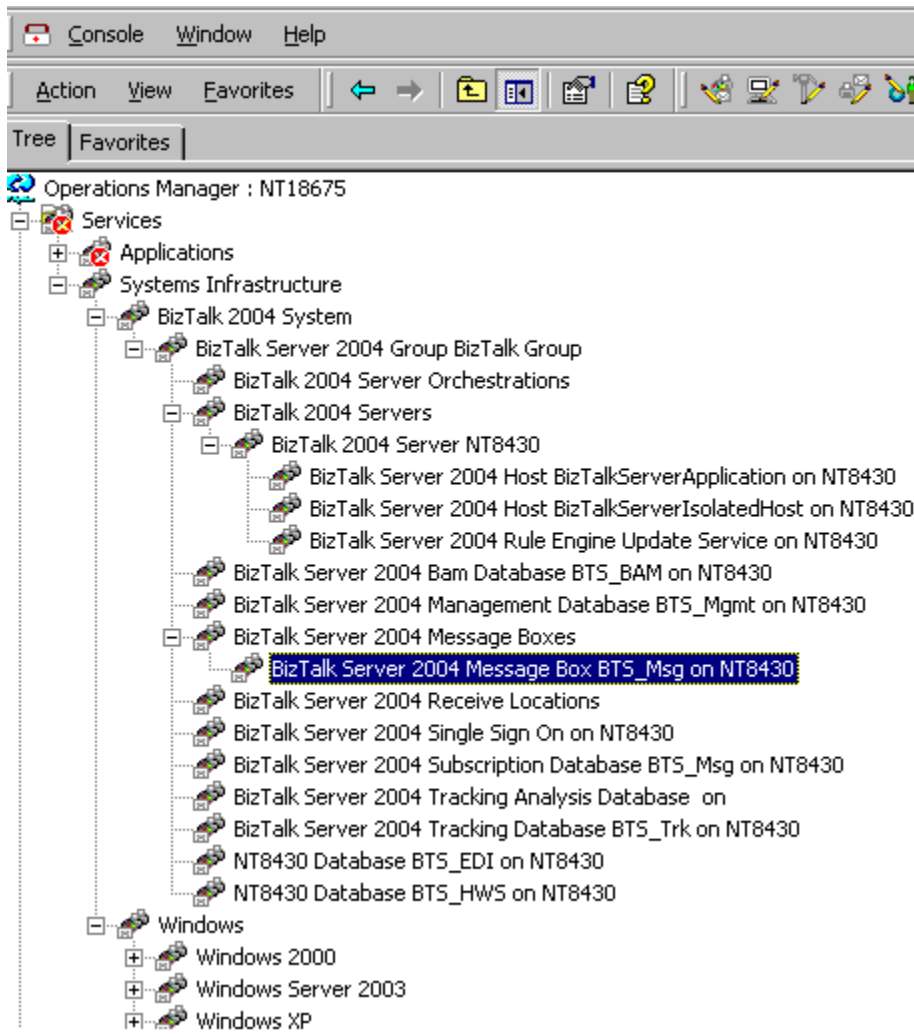 Console Window Help
Action View Favorites
Tree Favorites
Operations Manager : NT18675
Services
Applications
Systems Infrastructure
BizTalk 2004 System
BizTalk Server 2004 Group BizTalk Group
BizTalk 2004 Server Orchestrations
BizTalk 2004 Servers
BizTalk 2004 Server NT8430
BizTalk Server 2004 Host BizTalkServerApplication on NT8430
BizTalk Server 2004 Host BizTalkServerIsolatedHost on NT8430
BizTalk Server 2004 Rule Engine Update Service on NT8430
BizTalk Server 2004 Bam Database BTS_BAM on NT8430
BizTalk Server 2004 Management Database BTS_Mgmt on NT8430
BizTalk Server 2004 Message Boxes
BizTalk Server 2004 Message Box BTS_Msg on NT8430
BizTalk Server 2004 Receive Locations
BizTalk Server 2004 Single Sign On on NT8430
BizTalk Server 2004 Subscription Database BTS_Msg on NT8430
BizTalk Server 2004 Tracking Analysis Database on
BizTalk Server 2004 Tracking Database BTS_Trk on NT8430
NT8430 Database BTS_EDI on NT8430
NT8430 Database BTS_HWS on NT8430
Windows
Windows 2000
Windows Server 2003
Windows XP